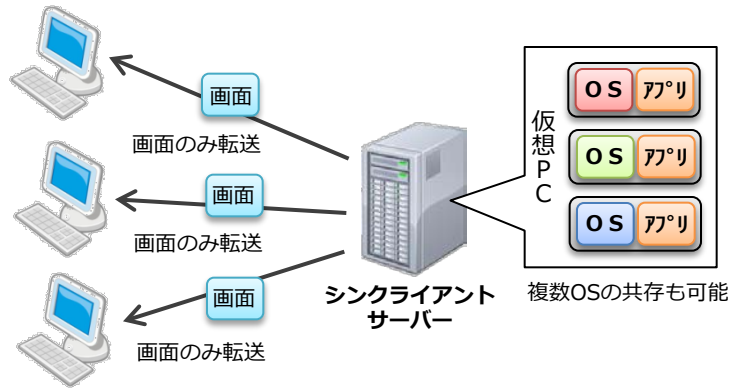 画面
画面のみ転送
画面
画面のみ転送
画面
画面のみ転送
シンクライアント
サーバー
仮想PC
OS ｱﾌﾟﾘ
OS ｱﾌﾟﾘ
OS ｱﾌﾟﾘ
複数OSの共存も可能